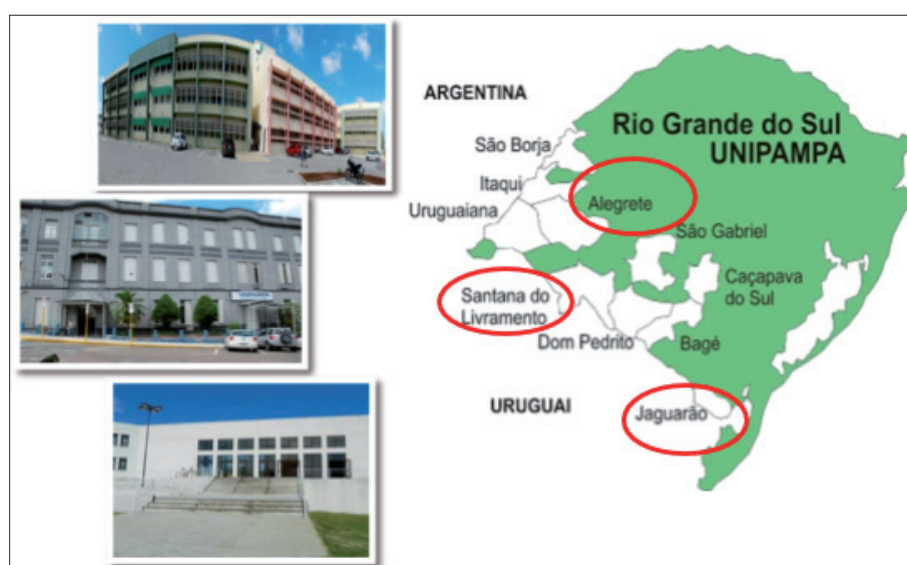 ARGENTINA
Rio Grande do Sul
UNIPAMPA
São Borja
Itaqui
Alegrete
Uruguaiana
São Gabriel
Caçapava
do Sul
Santana do
Livramento
Dom Pedrito
Bagé
URUGUAI
Jaguarão